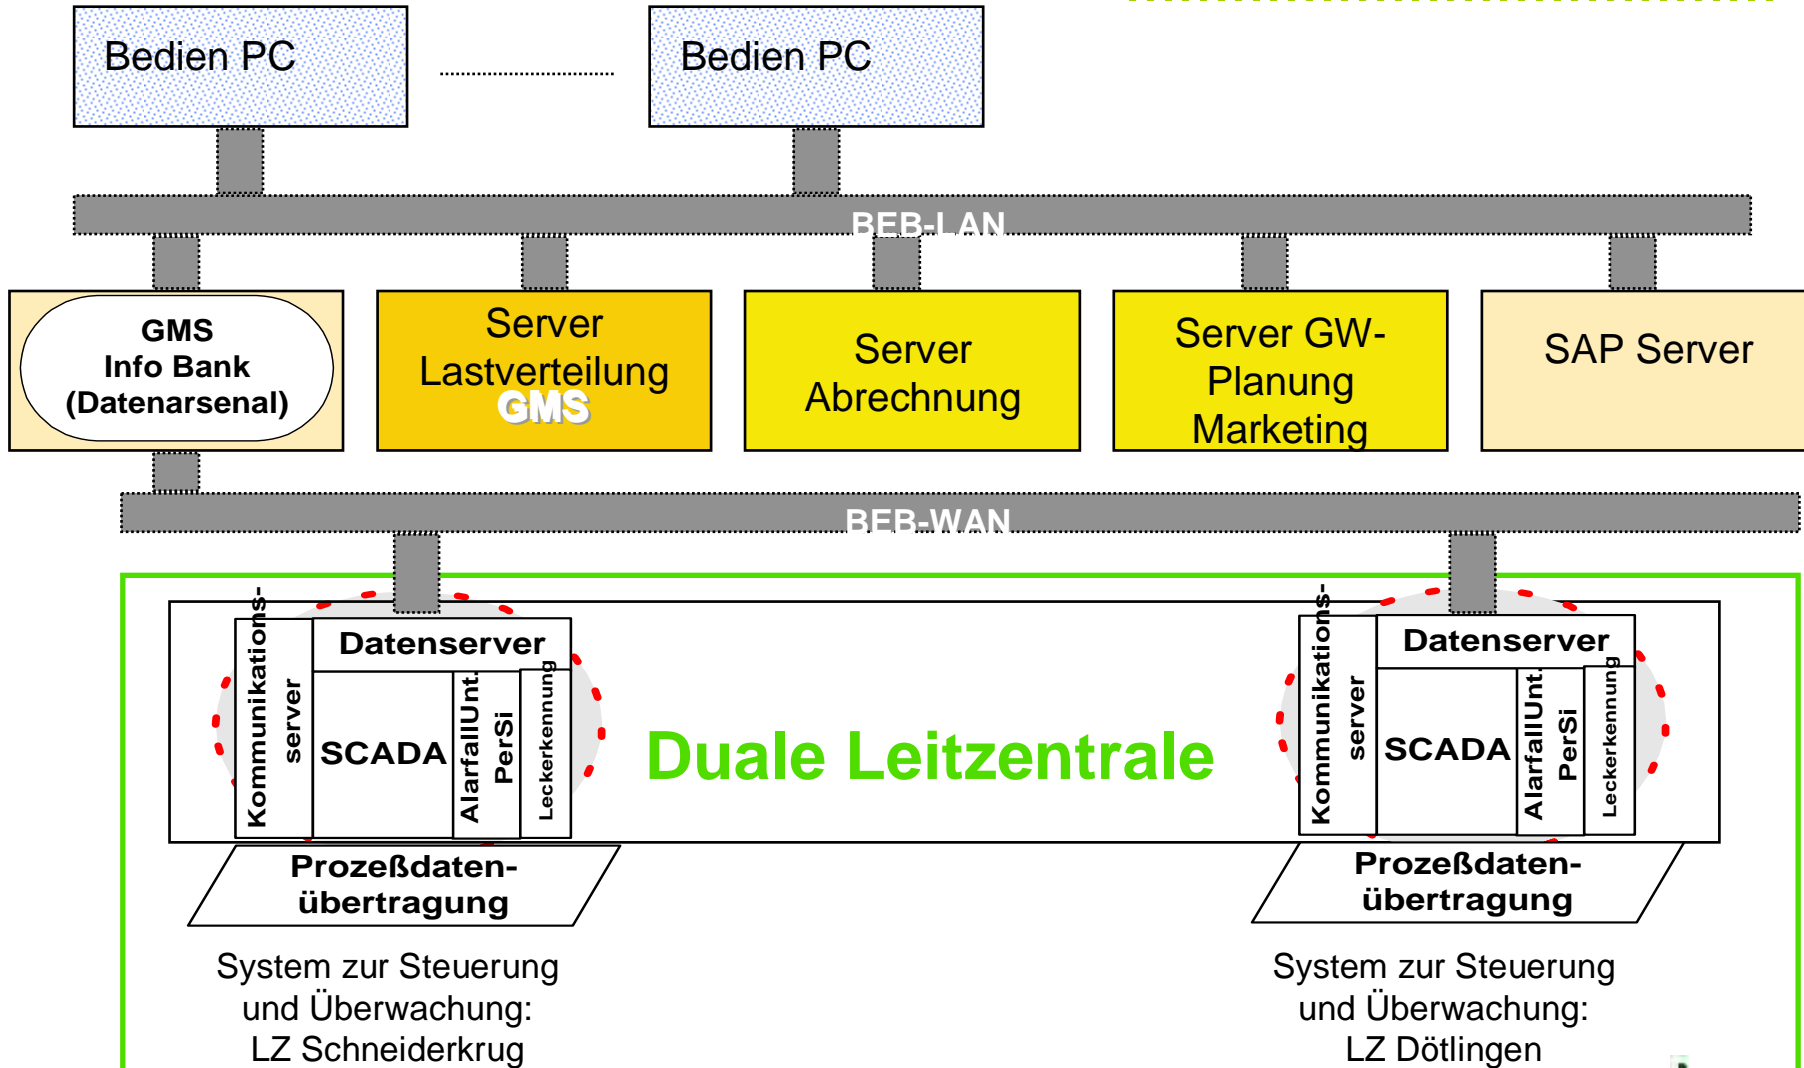 Bedien PC
Bedien PC
BEB-LAN
GMS
Info Bank
(Datenarsenal)
Server
Lastverteilung
GMS
Server
Abrechnung
Server GW-
Planung
Marketing
SAP Server
BEB-WAN
Kommunikations-
server
Datenserver
SCADA
AlarfallUnt.
PerSi
Leckerkennung
Duale Leitzentrale
Kommunikations-
server
Datenserver
SCADA
AlarfallUnt.
PerSi
Leckerkennung
Prozeßdaten-
übertragung
Prozeßdaten-
übertragung
System zur Steuerung
und Überwachung:
LZ Schneiderkrug
System zur Steuerung
und Überwachung:
LZ Dötlingen